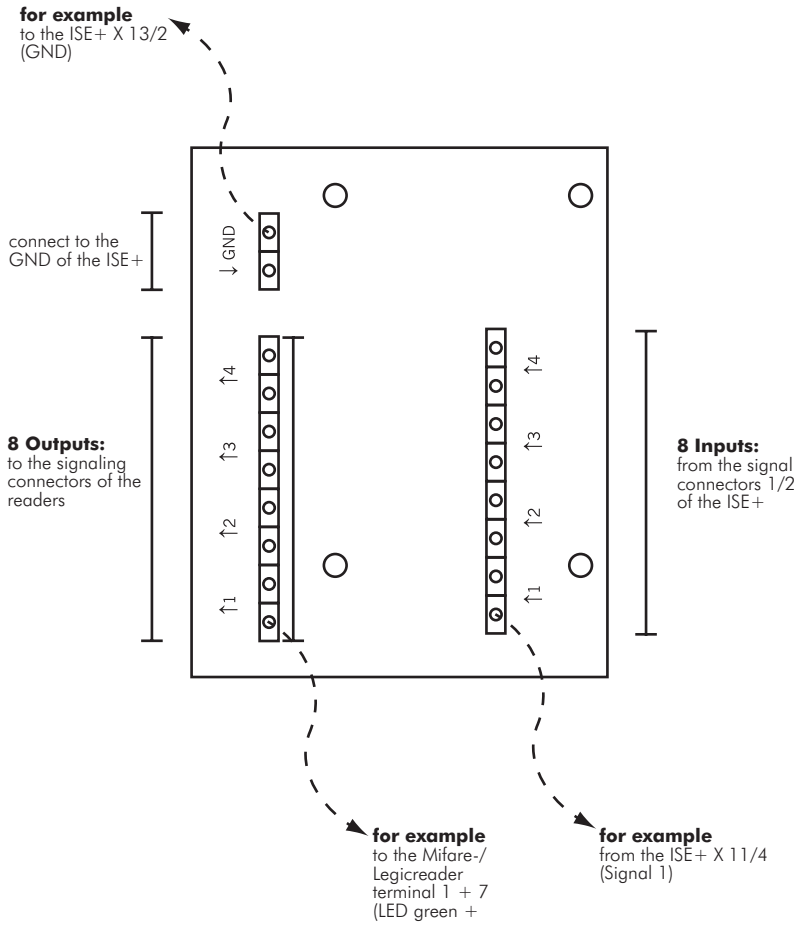 for example
to the ISE+ X 13/2
(GND)
connect to the
GND of the ISE+
↓ GND
↑4
↑3
↑2
↑1
8 Outputs:
to the signaling
connectors of the
readers
↑4
↑3
↑2
↑1
8 Inputs:
from the signal
connectors 1/2
of the ISE+
for example
to the Mifare-/
Legicreader
terminal 1 + 7
(LED green +
for example
from the ISE+ X 11/4
(Signal 1)